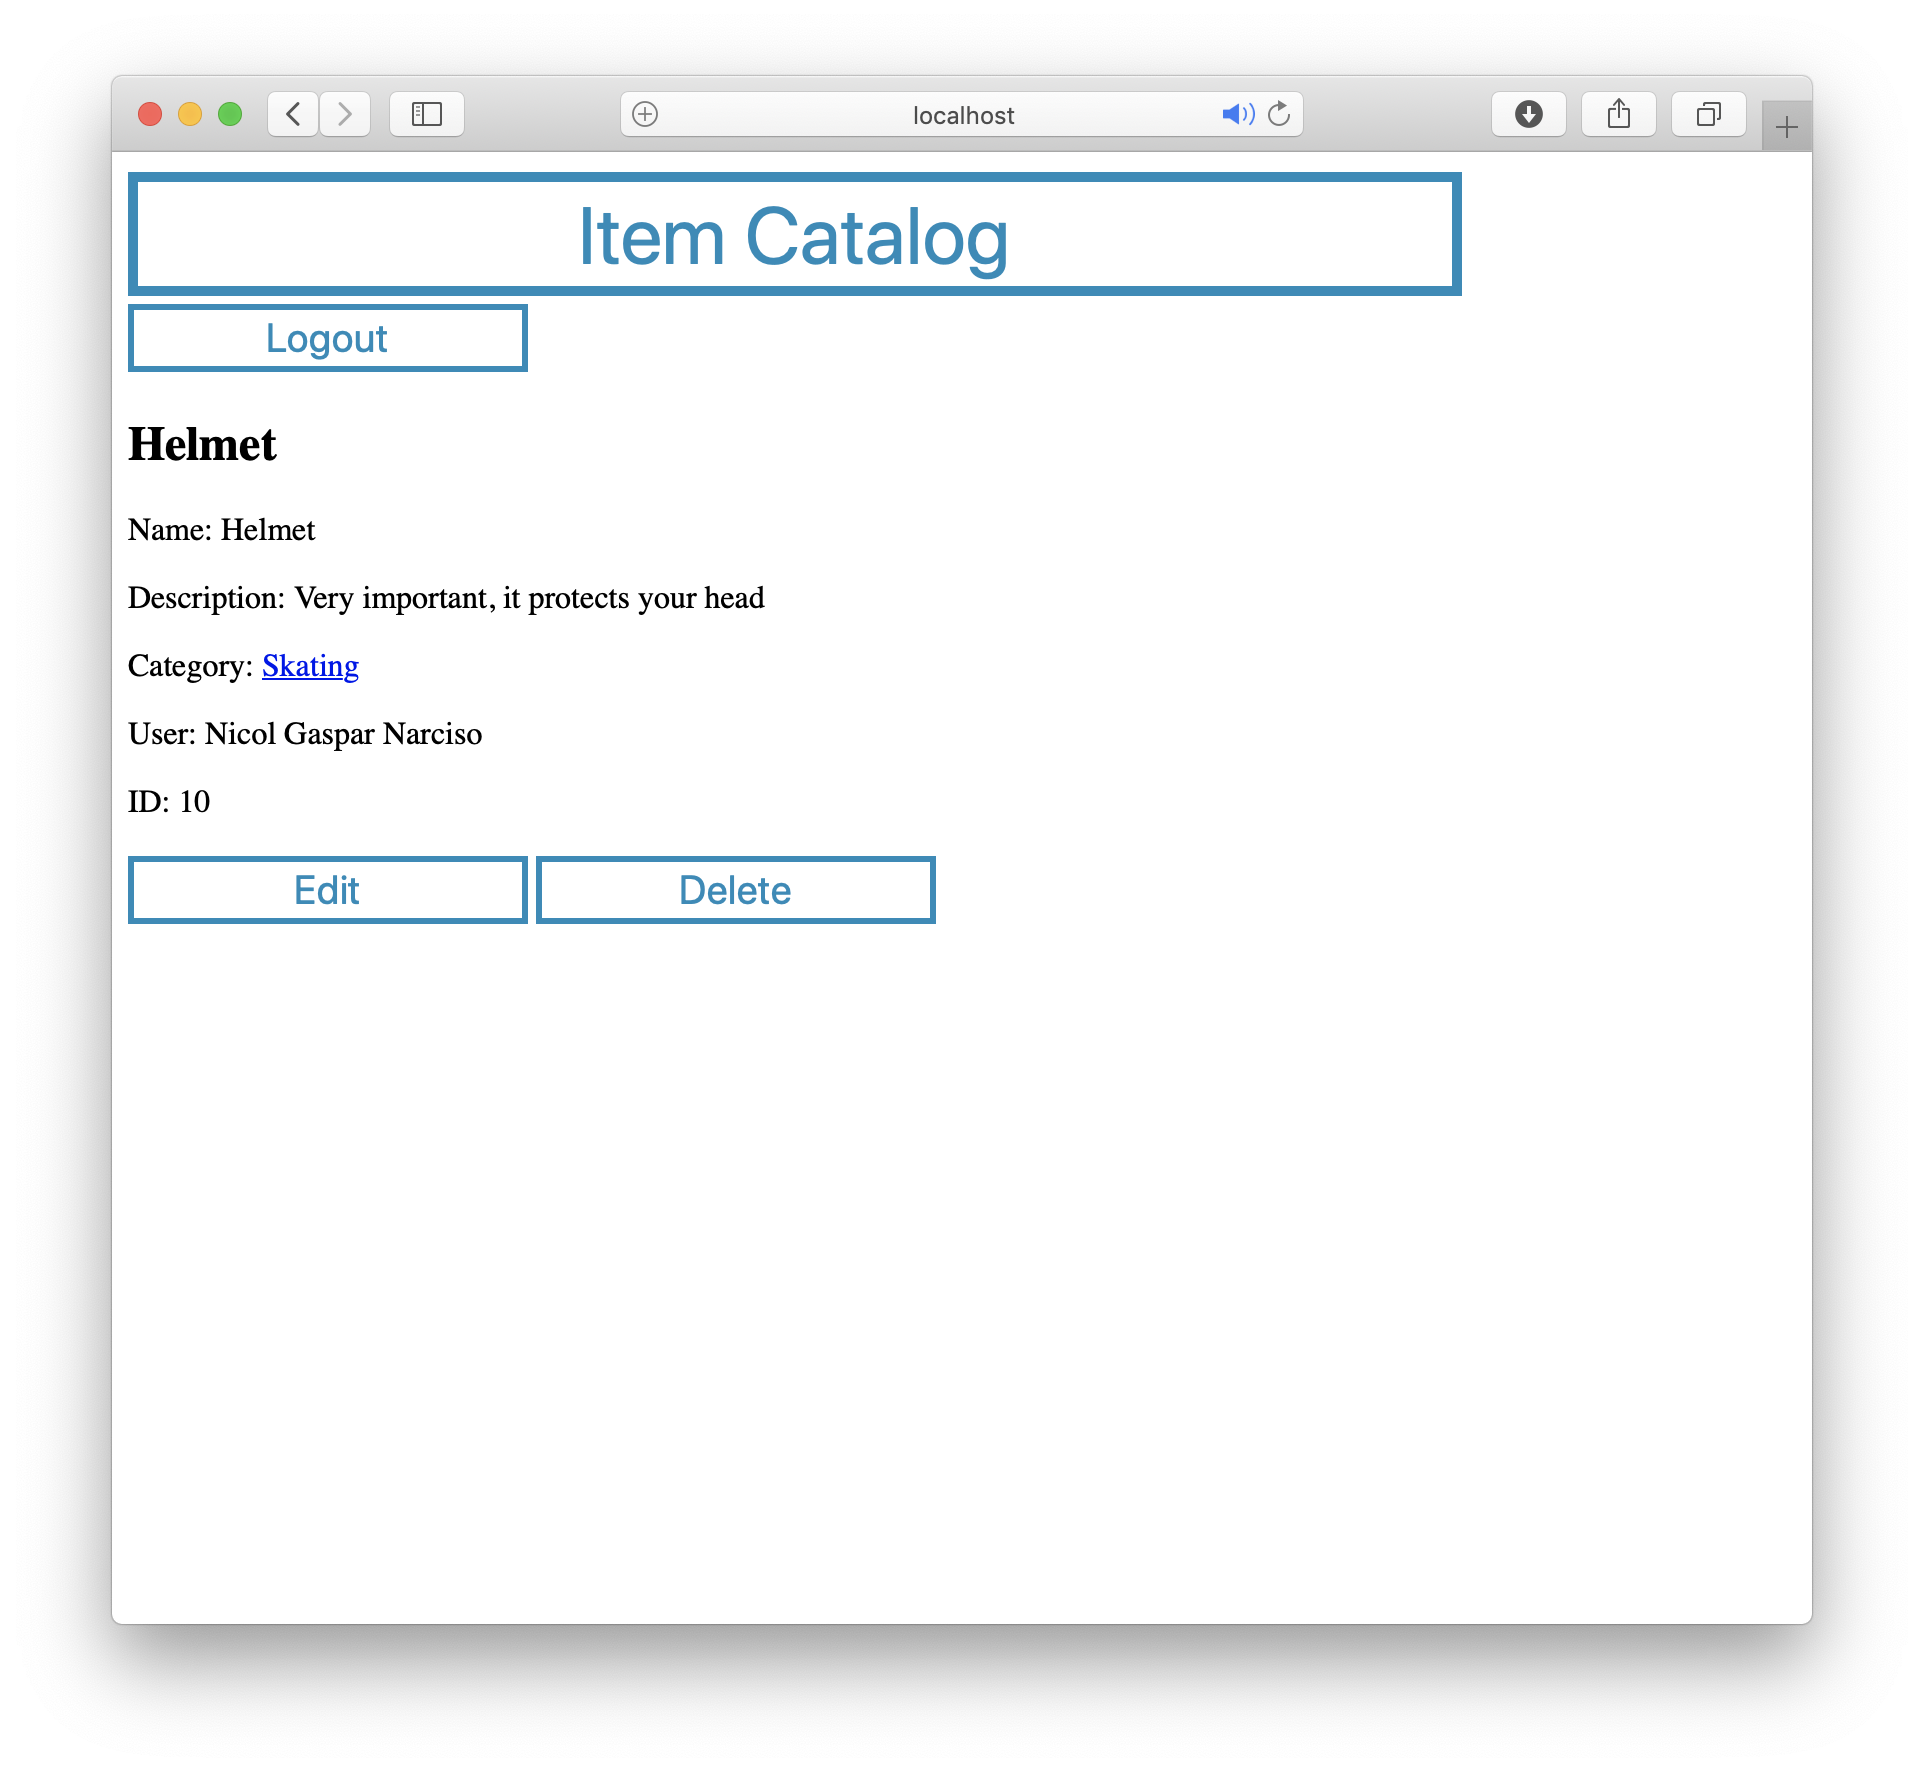 localhost
Item Catalog
Logout
Helmet
Name: Helmet
Description: Very important, it protects your head
Category: Skating
User: Nicol Gaspar Narciso
ID: 10
Edit Delete